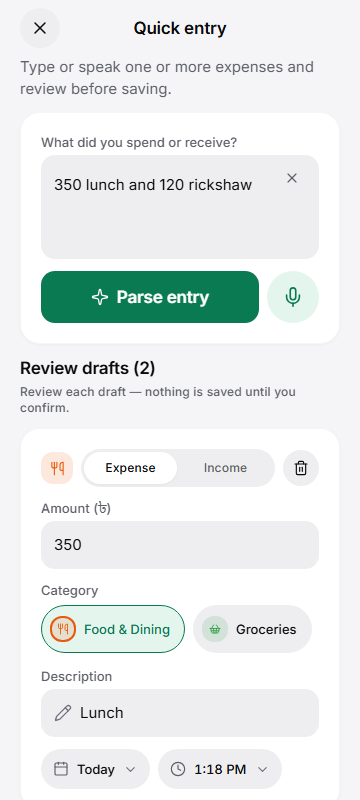 Quick entry
Type or speak one or more expenses and
review before saving.
What did you spend or receive?
350 lunch and 120 rickshaw
Parse entry
Review drafts (2)
Review each draft — nothing is saved until you
confirm.
Expense
Income
Amount (৳)
350
Category
Food & Dining
Groceries
Description
Lunch
Today
1:18 PM